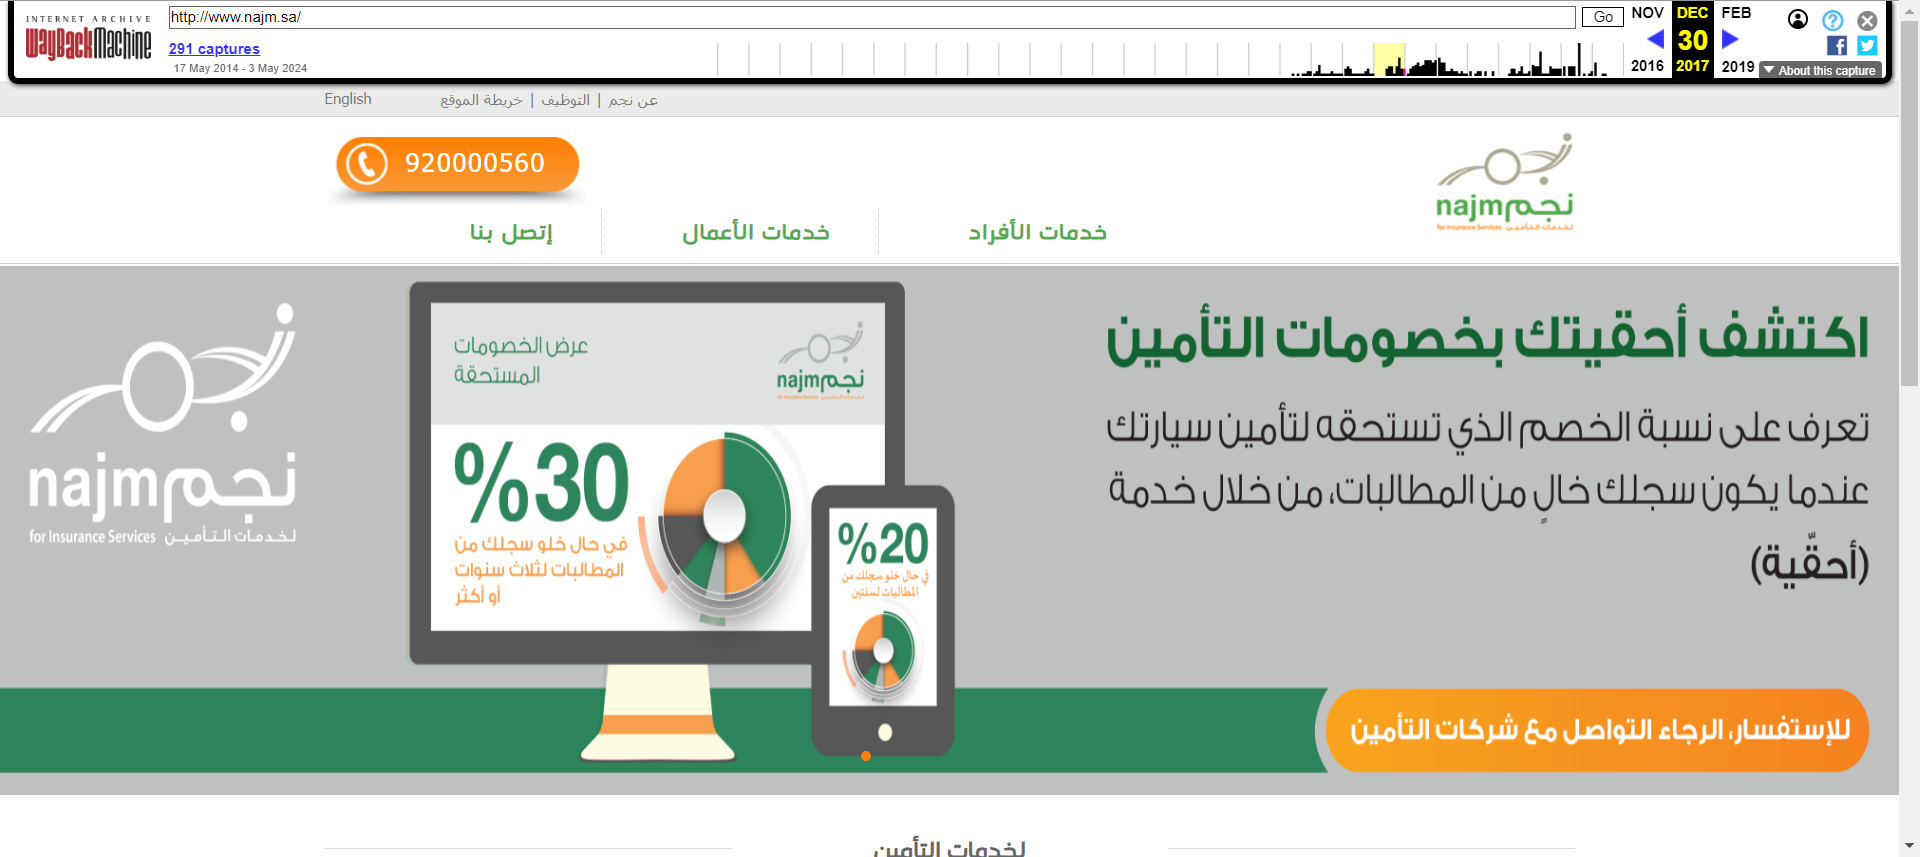 INTERNET ARCHIVE
WayBackMachine
http://www.najm.sa/
Go
NOV
DEC
FEB
291 captures
30
17 May 2014 - 3 May 2024
2016
2017
2019
About this capture
عن نجم | التوظيف | خريطة الموقع
English
920000560
نجم najm
for Insurance Services لخدمات التأمين
خدمات الأفراد
خدمات الأعمال
إتصل بنا
اكتشف أحقيتك بخصومات التأمين
تعرف على نسبة الخصم الذي تستحقه لتأمين سيارتك
عندما يكون سجلك خالٍ من المطالبات، من خلال خدمة
(أحقّية)
للإستفسار، الرجاء التواصل مع شركات التأمين
عرض الخصومات
المستحقة
نجم najm
for Insurance Services لخدمات التأمين
%30
في حال خلو سجلك من
المطالبات لثلاث سنوات
أو أكثر
%20
في حال خلو سجلك من
المطالبات لسنتين
نجم najm
for Insurance Services لخدمات التأمين
لخدمات التأمين